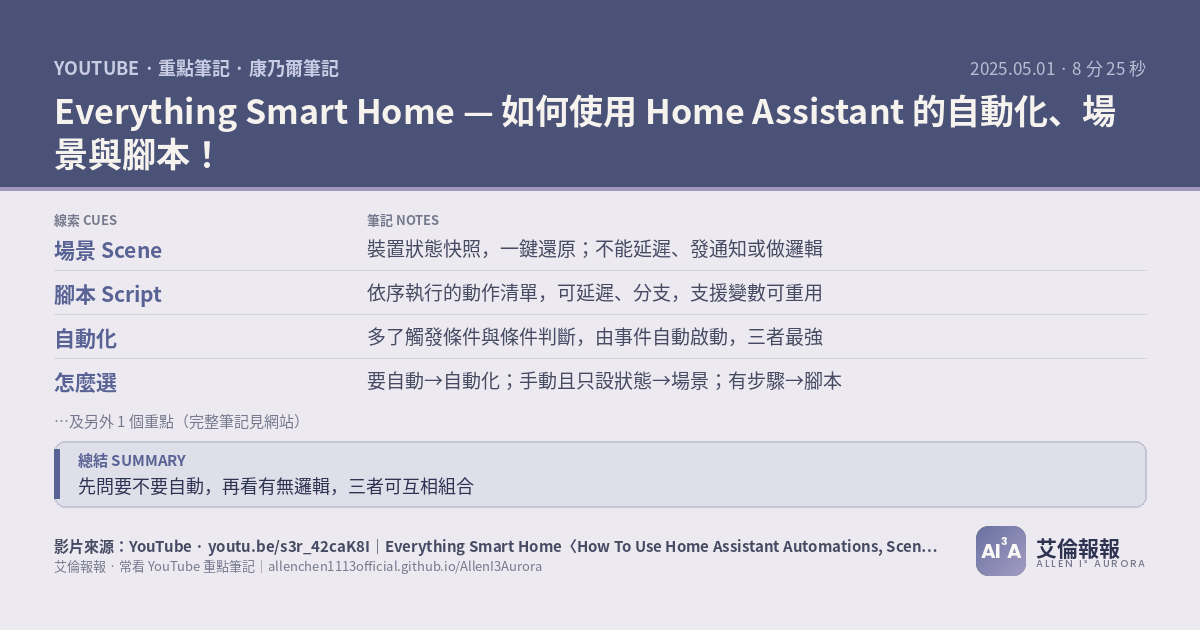 YOUTUBE · 重點筆記 · 康乃爾筆記
2025.05.01 · 8 分 25 秒
Everything Smart Home — 如何使用 Home Assistant 的自動化、場
景與腳本！
線索 CUES
筆記 NOTES
場景 Scene
裝置狀態快照，一鍵還原；不能延遲、發通知或做邏輯
腳本 Script
依序執行的動作清單，可延遲、分支，支援變數可重用
自動化
多了觸發條件與條件判斷，由事件自動啟動，三者最強
怎麼選
要自動→自動化；手動且只設狀態→場景；有步驟→腳本
…及另外 1 個重點（完整筆記見網站）
總結 SUMMARY
先問要不要自動，再看有無邏輯，三者可互相組合
影片來源：YouTube · youtu.be/s3r_42caK8I｜Everything Smart Home〈How To Use Home Assistant Automations, Scen…
艾倫報報 · 常看 YouTube 重點筆記｜allenchen1113official.github.io/AllenI3Aurora
AI³A
艾倫報報
ALLEN I³ AURORA